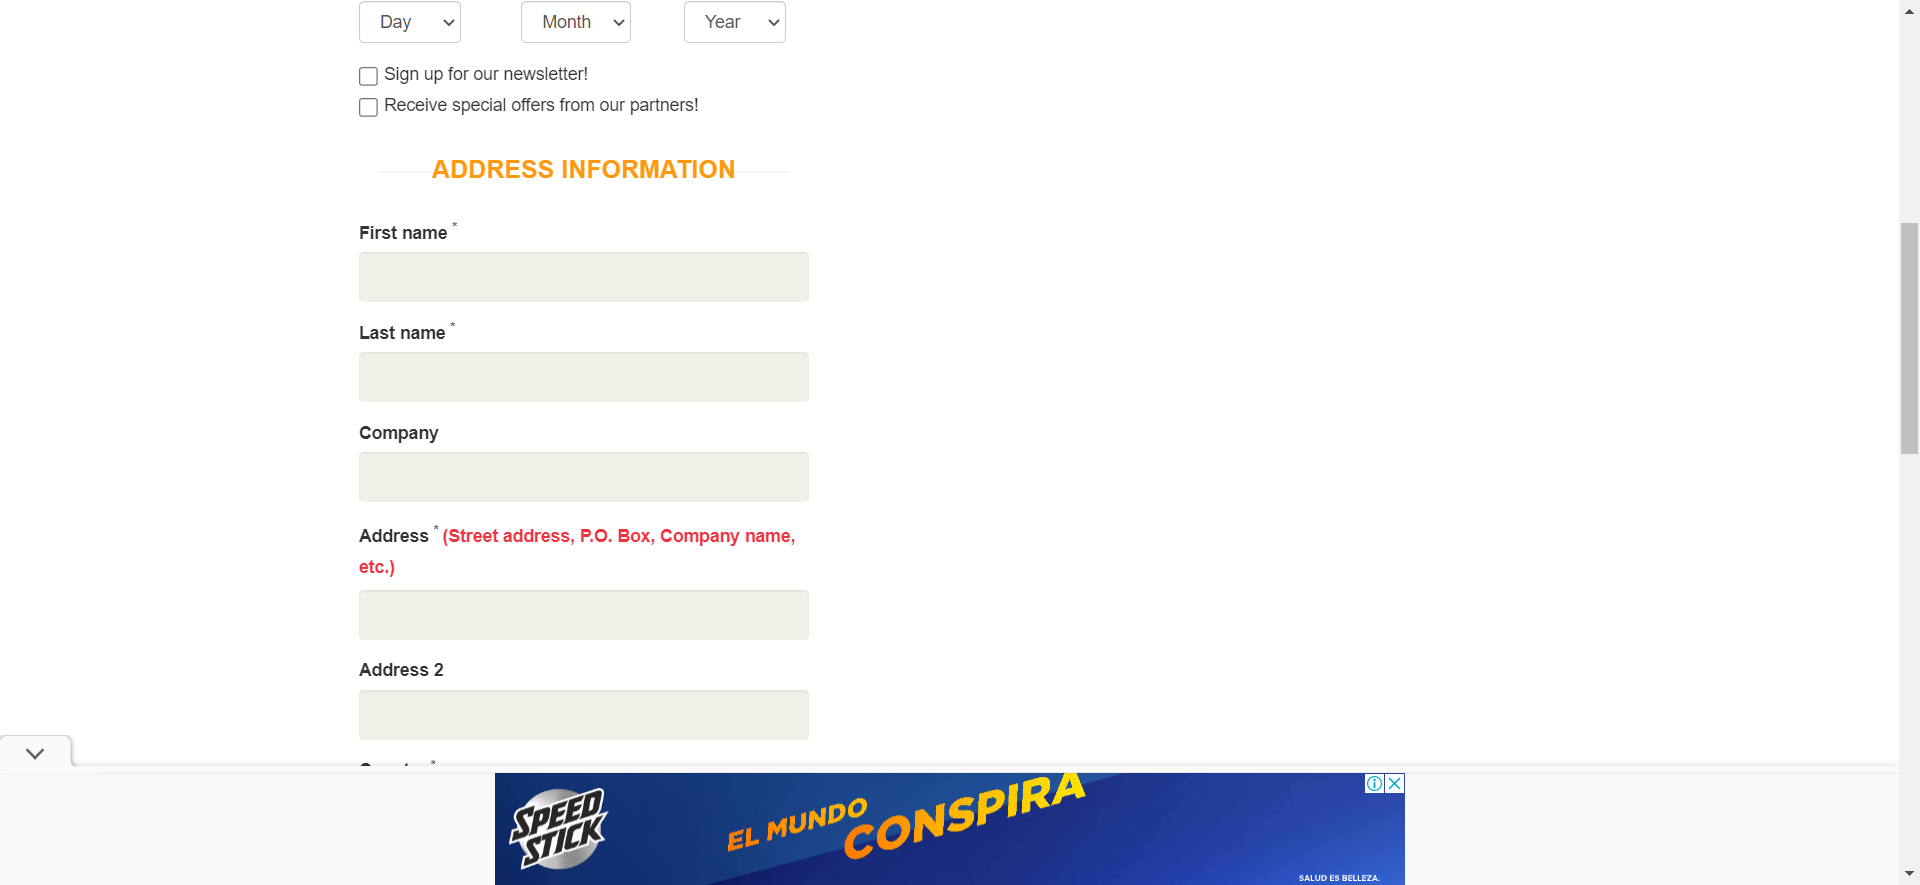 Day Month Year
Sign up for our newsletter!
Receive special offers from our partners!
ADDRESS INFORMATION
First name *
Last name *
Company
Address * (Street address, P.O. Box, Company name,
etc.)
Address 2
SPEED
STICK
EL MUNDO
CONSPIRA
SALUD ES BELLEZA.